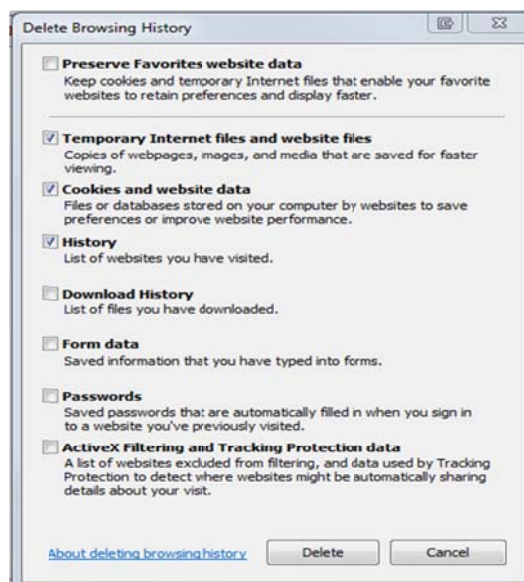 Delete Browsing History
Preserve Favorites website data
Keep cookies and temporary Internet files that enable your favorite
websites to retain preferences and display faster.
Temporary Internet files and website files
Copies of webpages, mages, and media that are saved for faster
viewing.
Cookies and website data
Files or databases stored on your computer by websites to save
preferences or improve website performance.
History
List of websites you have visited.
Download History
List of files you have downloaded.
Form data
Saved information that you have typed into forms.
Passwords
Saved passwords that are automatically filled in when you sign in
to a website you've previously visited.
ActiveX Filtering and Tracking Protection data
A list of websites excluded from filtering, and data used by Tracking
Protection to detect where websites might be automatically sharing
details about your visit.
About deleting browsing history
Delete
Cancel